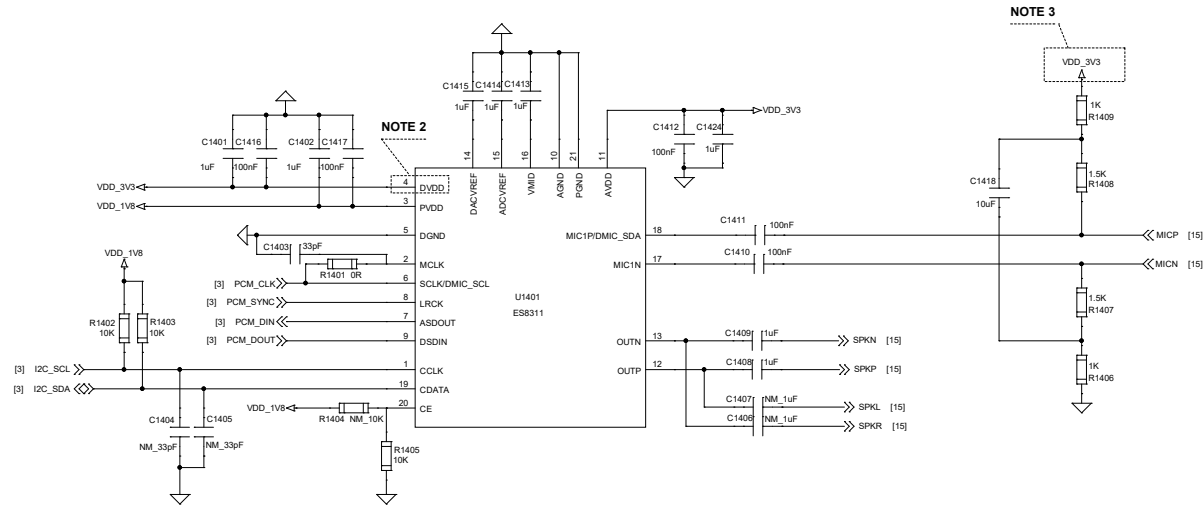 NOTE 3
VDD_3V3
1K
R1409
C1415 C1414 C1413
1uF 1uF 1uF
VDD_3V3
C1412 C1424
100nF 1uF
NOTE 2
C1401 C1416 C1402 C1417
1uF 100nF 1uF 100nF
14 15 16 10 21 11
DACVREF ADCVREF VMID AGND PGND AVDD
1.5K
R1408
C1418
10uF
VDD_3V3 4 DVDD
VDD_1V8 3 PVDD
5 DGND
C1403 33pF
2 MCLK
R1401 0R
[3] PCM_CLK 6 SCLK/DMIC_SCL
[3] PCM_SYNC 8 LRCK
[3] PCM_DIN 7 ASDOUT
[3] PCM_DOUT 9 DSDIN
U1401
ES8311
MIC1P/DMIC_SDA 18 C1411 100nF MICP [15]
MIC1N 17 C1410 100nF MICN [15]
1.5K
R1407
1K
R1406
VDD_1V8
R1402 R1403
10K 10K
OUTN 13 C1409 1uF SPKN [15]
OUTP 12 C1408 1uF SPKP [15]
C1407 NM_1uF SPKL [15]
C1406 NM_1uF SPKR [15]
[3] I2C_SCL 1 CCLK
[3] I2C_SDA 19 CDATA
VDD_1V8 20 CE
R1404 NM_10K
C1404 C1405
NM_33pF NM_33pF
R1405
10K